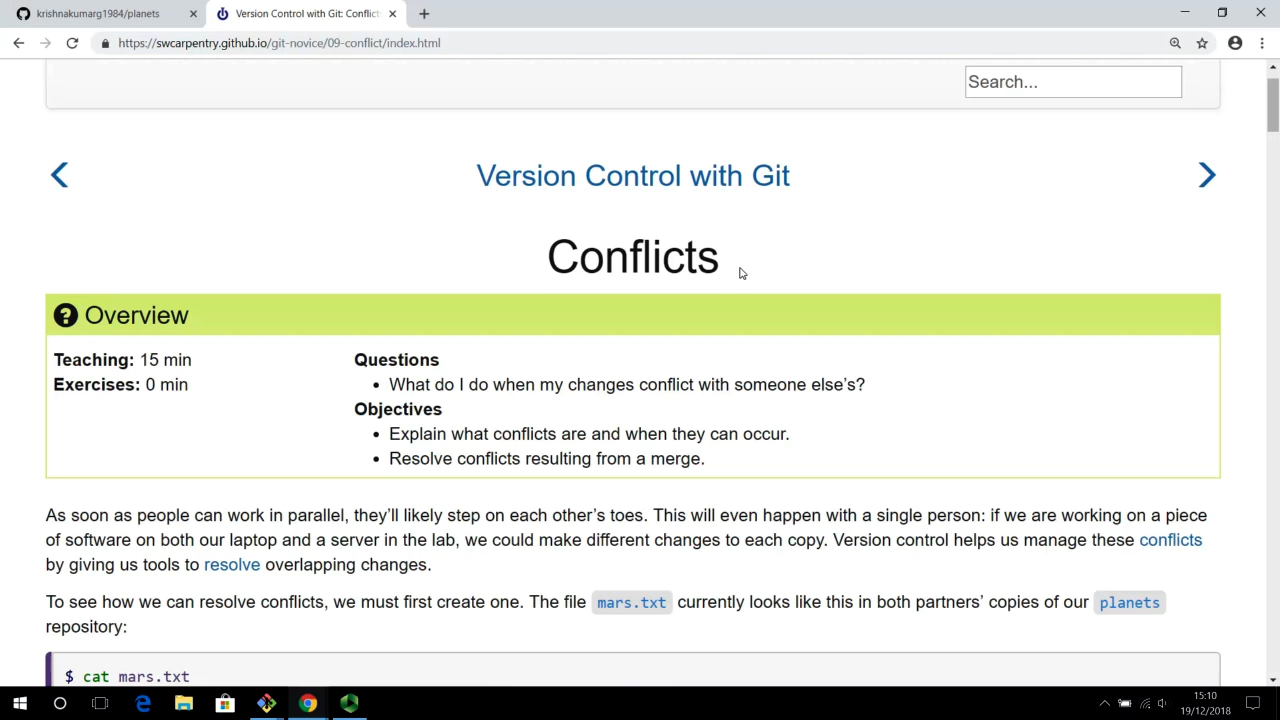 krishnakumarg1984/planets
Version Control with Git: Conflict
https://swcarpentry.github.io/git-novice/09-conflict/index.html
Search...
Version Control with Git
Conflicts
Overview
Teaching: 15 min
Exercises: 0 min
Questions
What do I do when my changes conflict with someone else’s?
Objectives
Explain what conflicts are and when they can occur.
Resolve conflicts resulting from a merge.
As soon as people can work in parallel, they’ll likely step on each other’s toes. This will even happen with a single person: if we are working on a piece
of software on both our laptop and a server in the lab, we could make different changes to each copy. Version control helps us manage these conflicts
by giving us tools to resolve overlapping changes.
To see how we can resolve conflicts, we must first create one. The file mars.txt currently looks like this in both partners’ copies of our planets
repository:
$ cat mars.txt
15:10
19/12/2018